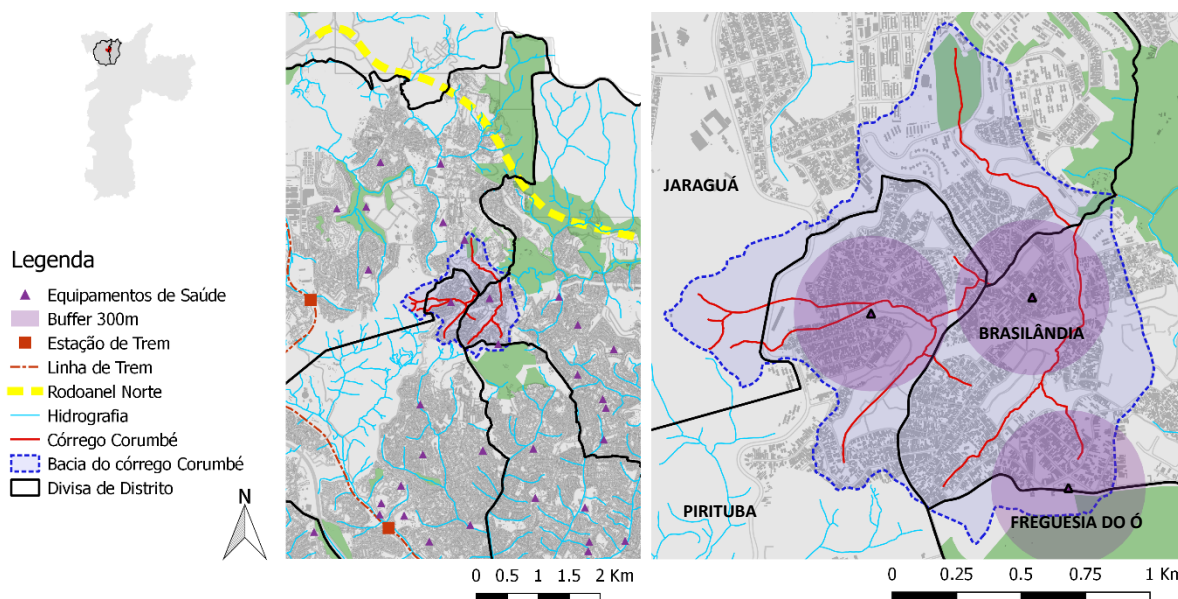 Legenda
Equipamentos de Saúde
Buffer 300m
Estação de Trem
Linha de Trem
Rodoanel Norte
Hidrografia
Córrego Corumbé
Bacia do córrego Corumbé
Divisa de Distrito
N
0 0.5 1 1.5 2 Km
JARAGUÁ
BRASILÂNDIA
PIRITUBA
FREGUESIA DO Ó
0 0.25 0.5 0.75 1 Km